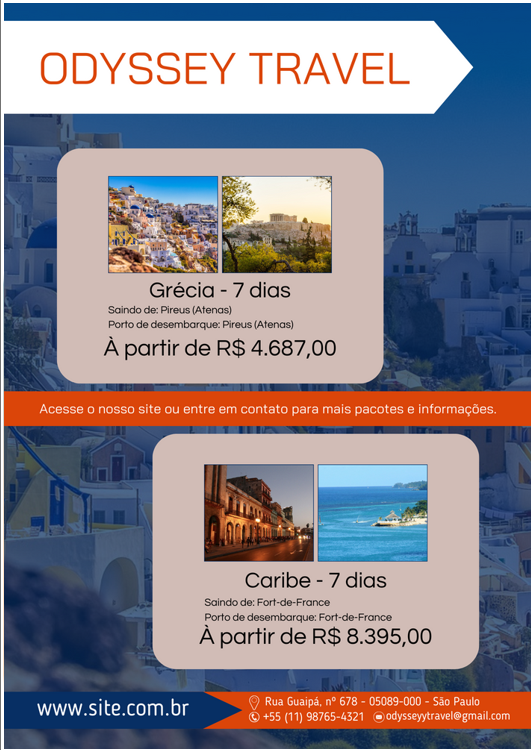 ODYSSEY TRAVEL
Grécia - 7 dias
Saindo de: Pireus (Atenas)
Porto de desembarque: Pireus (Atenas)
À partir de R$ 4.687,00
Acesse o nosso site ou entre em contato para mais pacotes e informações.
Caribe - 7 dias
Saindo de: Fort-de-France
Porto de desembarque: Fort-de-France
À partir de R$ 8.395,00
www.site.com.br
Rua Guaipá, nº 678 - 05089-000 - São Paulo
+55 (11) 98765-4321 odysseyytravel@gmail.com